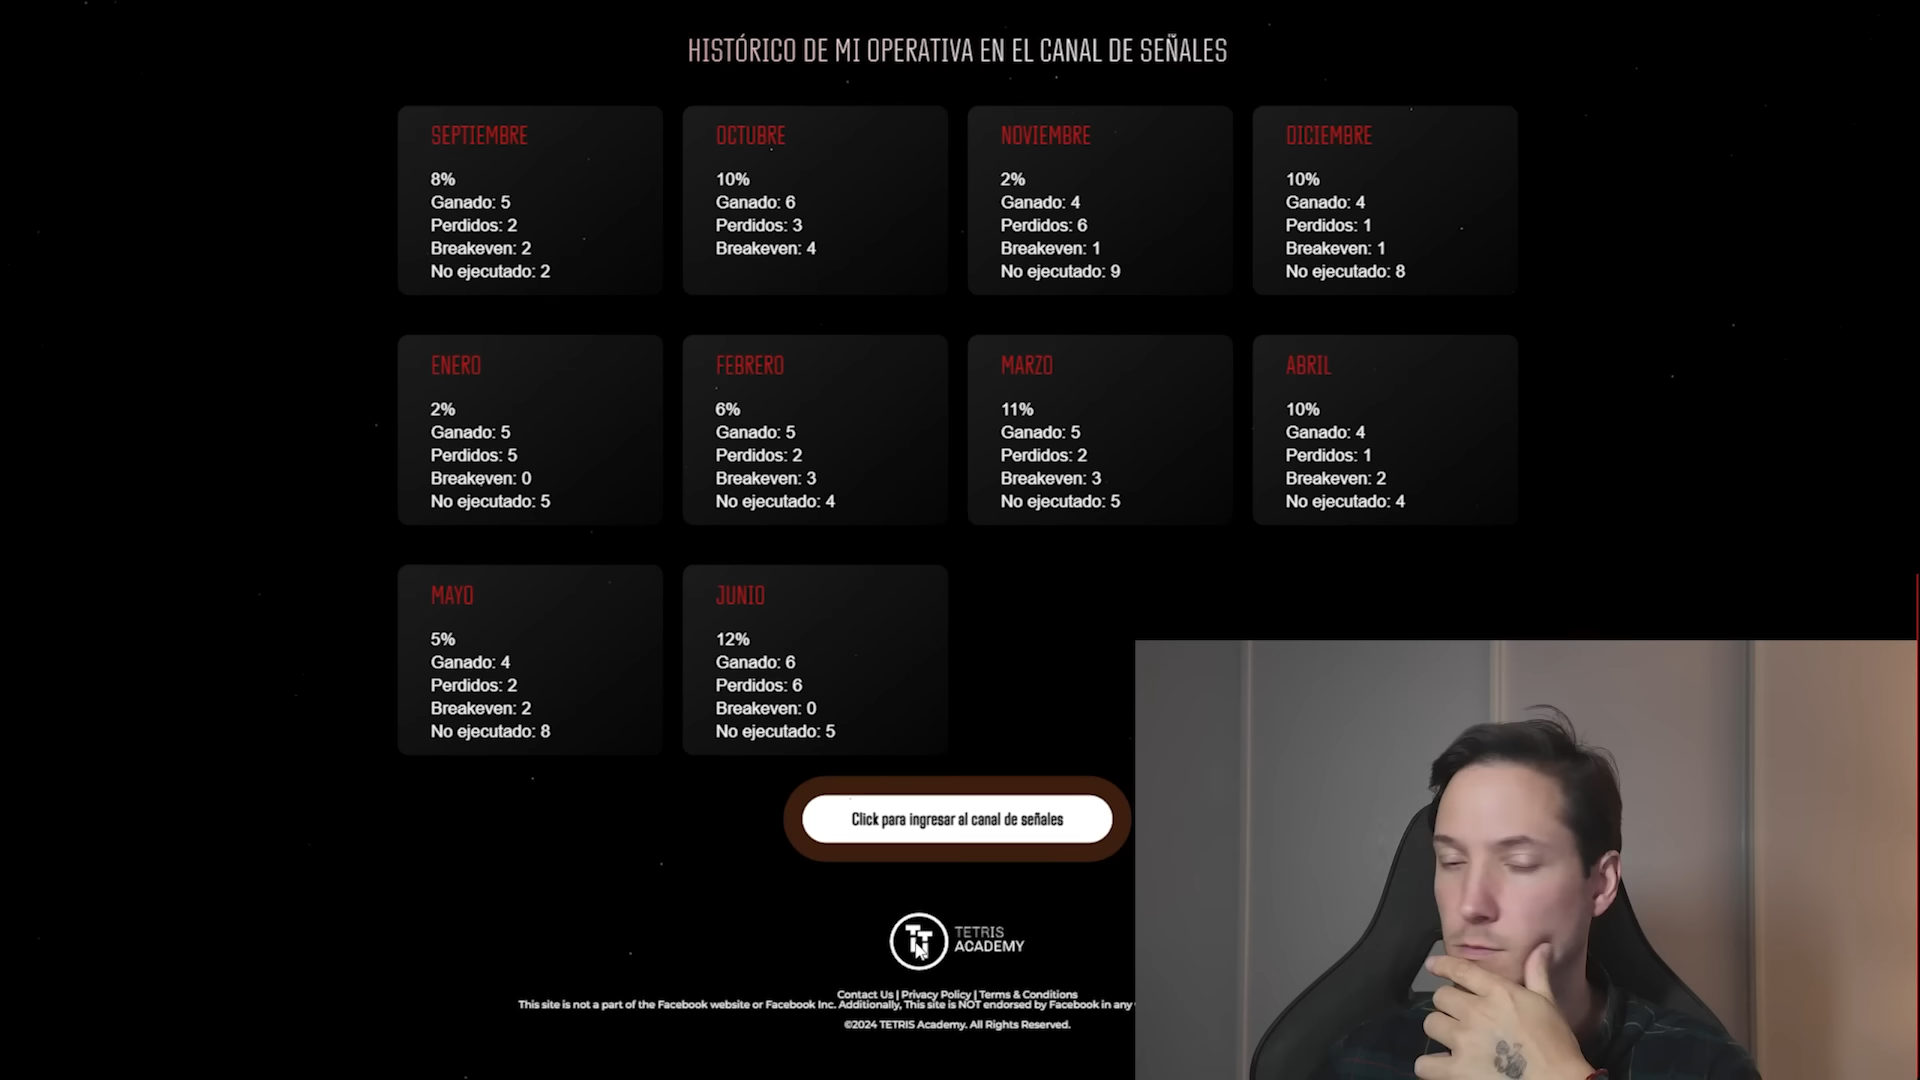 HISTÓRICO DE MI OPERATIVA EN EL CANAL DE SEÑALES
SEPTIEMBRE
8%
Ganado: 5
Perdidos: 2
Breakeven: 2
No ejecutado: 2
OCTUBRE
10%
Ganado: 6
Perdidos: 3
Breakeven: 4
NOVIEMBRE
2%
Ganado: 4
Perdidos: 6
Breakeven: 1
No ejecutado: 9
DICIEMBRE
10%
Ganado: 4
Perdidos: 1
Breakeven: 1
No ejecutado: 8
ENERO
2%
Ganado: 5
Perdidos: 5
Breakeven: 0
No ejecutado: 5
FEBRERO
6%
Ganado: 5
Perdidos: 2
Breakeven: 3
No ejecutado: 4
MARZO
11%
Ganado: 5
Perdidos: 2
Breakeven: 3
No ejecutado: 5
ABRIL
10%
Ganado: 4
Perdidos: 1
Breakeven: 2
No ejecutado: 4
MAYO
5%
Ganado: 4
Perdidos: 2
Breakeven: 2
No ejecutado: 8
JUNIO
12%
Ganado: 6
Perdidos: 6
Breakeven: 0
No ejecutado: 5
Click para ingresar al canal de señales
TETRIS
ACADEMY
Contact Us | Privacy Policy | Terms & Conditions
This site is not a part of the Facebook website or Facebook Inc. Additionally, This site is NOT endorsed by Facebook in any
©2024 TETRIS Academy. All Rights Reserved.